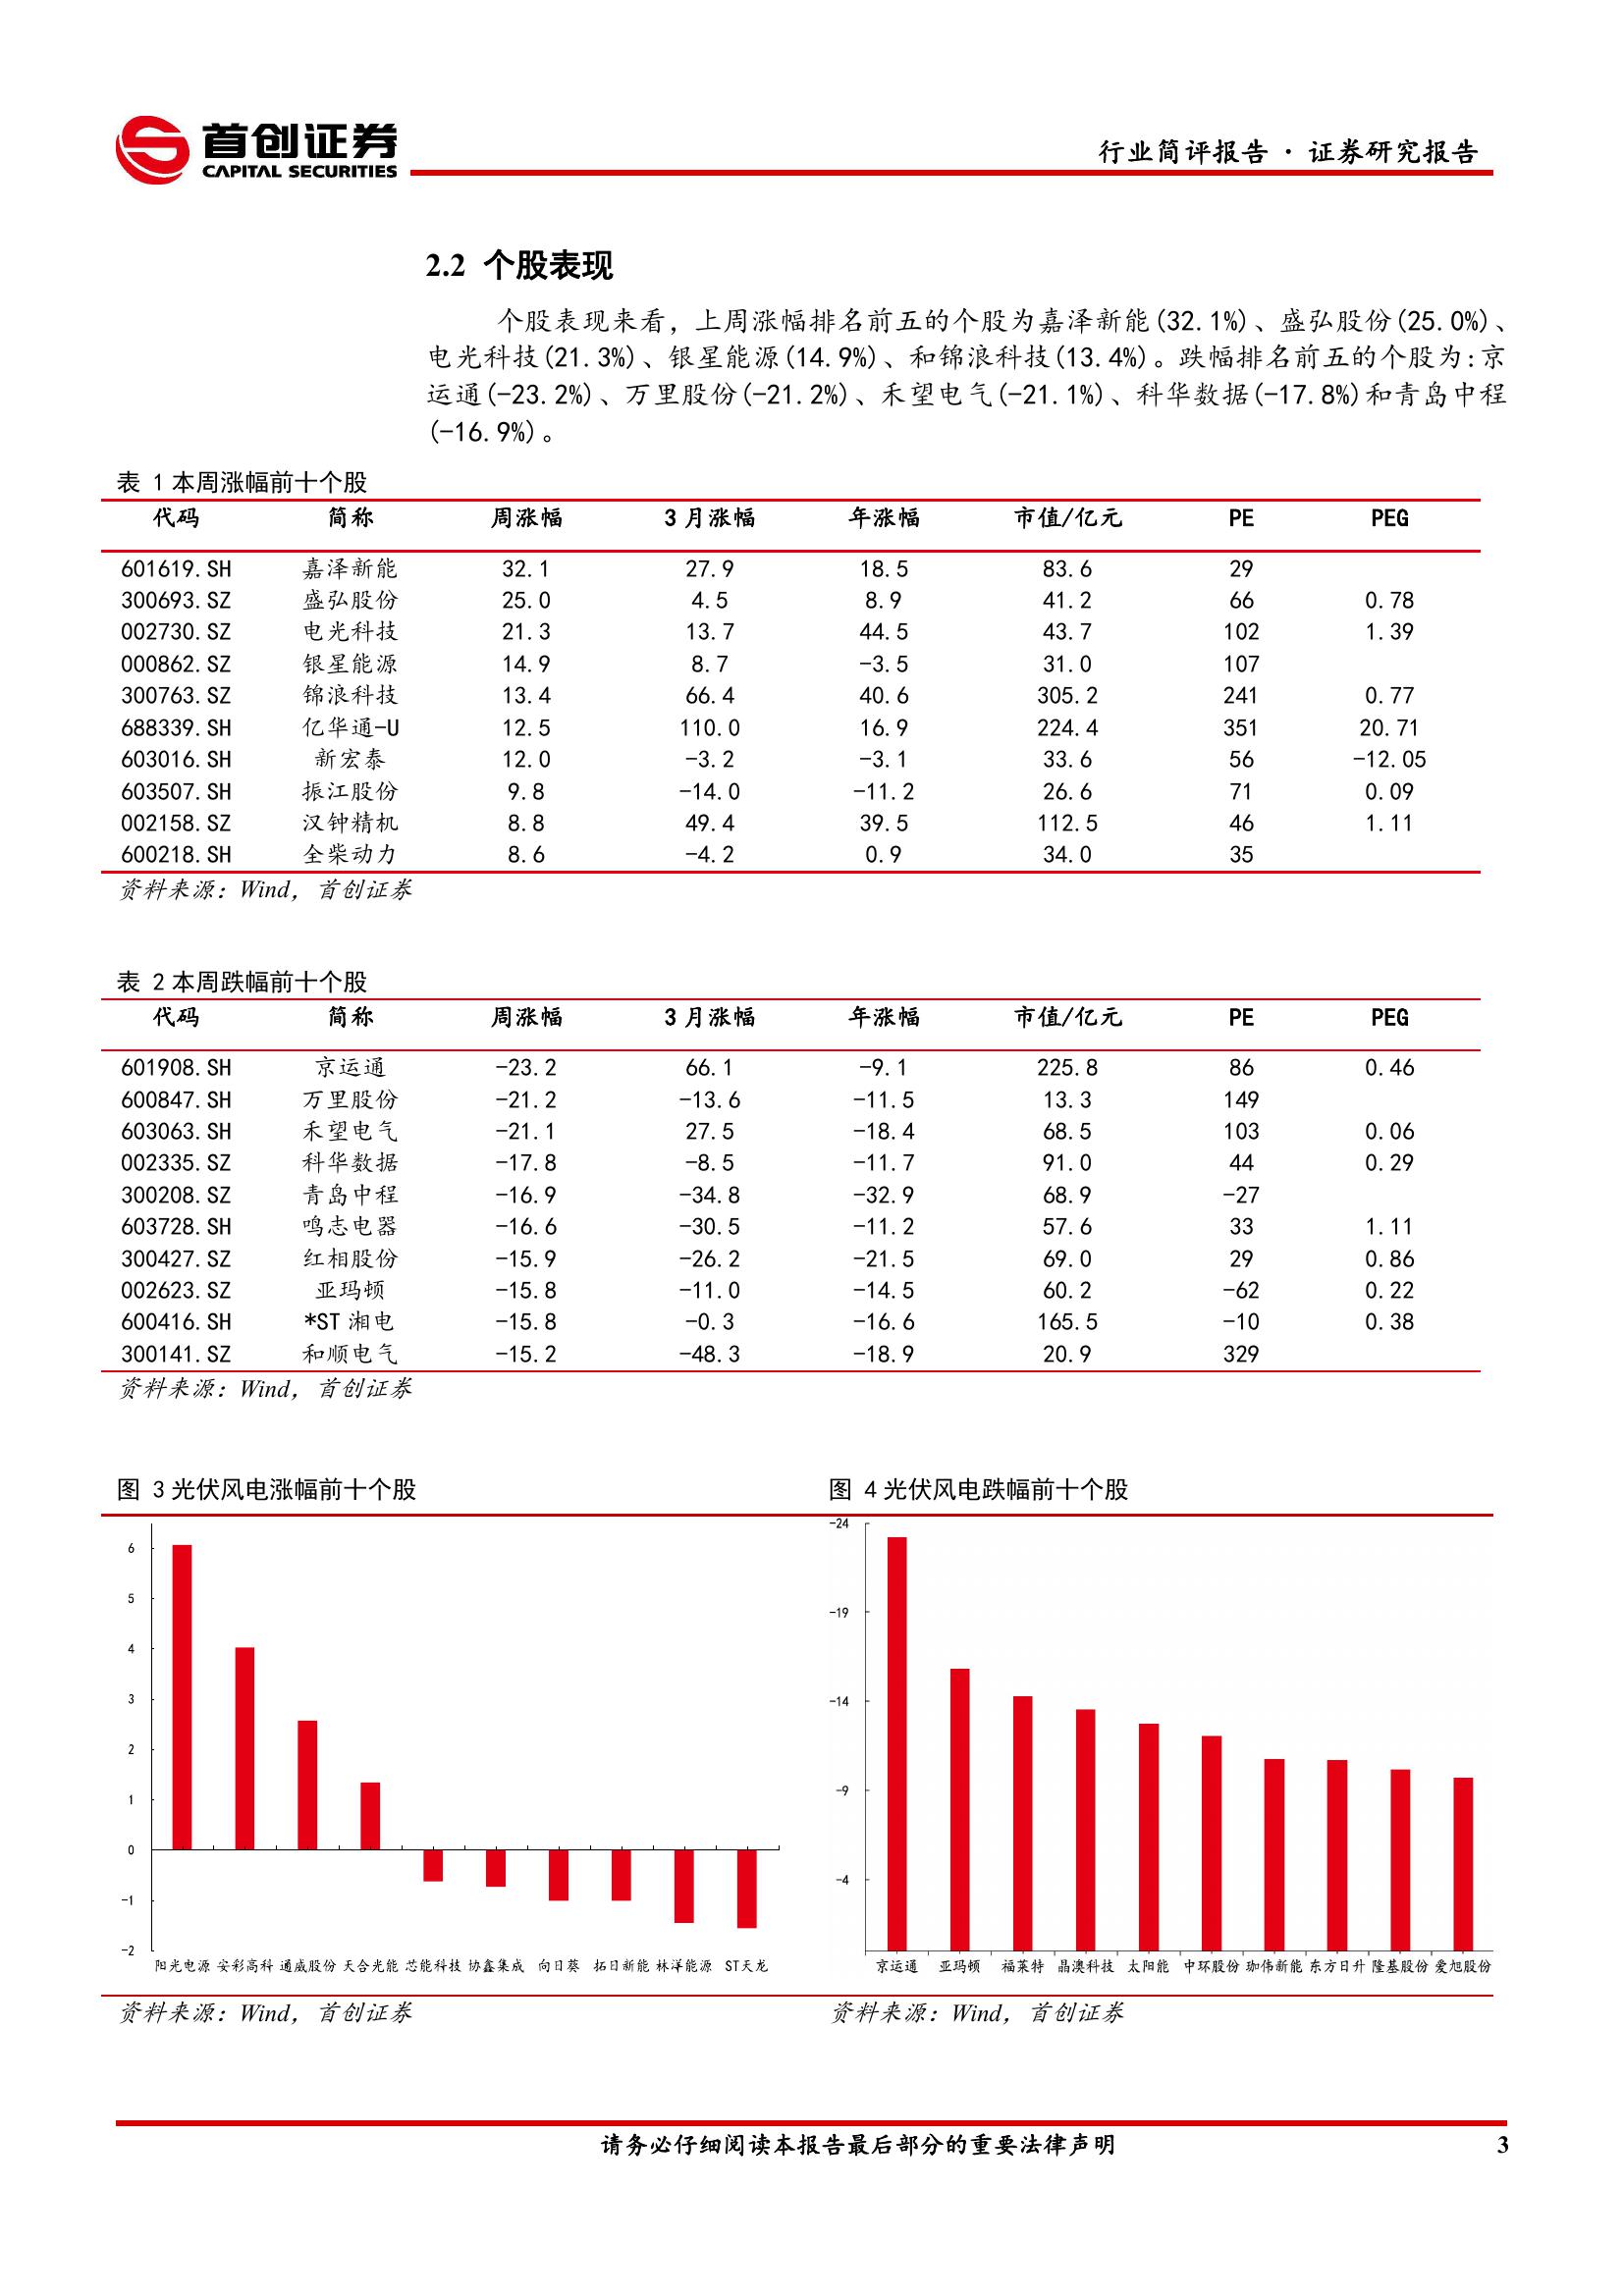 首创证券
CAPITAL SECURITIES
行业简评报告 · 证券研究报告
2.2 个股表现
个股表现来看，上周涨幅排名前五的个股为嘉泽新能(32.1%)、盛弘股份(25.0%)、
电光科技(21.3%)、银星能源(14.9%)、和锦浪科技(13.4%)。跌幅排名前五的个股为:京
运通(-23.2%)、万里股份(-21.2%)、禾望电气(-21.1%)、科华数据(-17.8%)和青岛中程
(-16.9%)。
表 1 本周涨幅前十个股
代码 简称 周涨幅 3 月涨幅 年涨幅 市值/亿元 PE PEG
601619.SH 嘉泽新能 32.1 27.9 18.5 83.6 29
300693.SZ 盛弘股份 25.0 4.5 8.9 41.2 66 0.78
002730.SZ 电光科技 21.3 13.7 44.5 43.7 102 1.39
000862.SZ 银星能源 14.9 8.7 -3.5 31.0 107
300763.SZ 锦浪科技 13.4 66.4 40.6 305.2 241 0.77
688339.SH 亿华通-U 12.5 110.0 16.9 224.4 351 20.71
603016.SH 新宏泰 12.0 -3.2 -3.1 33.6 56 -12.05
603507.SH 振江股份 9.8 -14.0 -11.2 26.6 71 0.09
002158.SZ 汉钟精机 8.8 49.4 39.5 112.5 46 1.11
600218.SH 全柴动力 8.6 -4.2 0.9 34.0 35
资料来源：Wind，首创证券
表 2 本周跌幅前十个股
代码 简称 周涨幅 3 月涨幅 年涨幅 市值/亿元 PE PEG
601908.SH 京运通 -23.2 66.1 -9.1 225.8 86 0.46
600847.SH 万里股份 -21.2 -13.6 -11.5 13.3 149
603063.SH 禾望电气 -21.1 27.5 -18.4 68.5 103 0.06
002335.SZ 科华数据 -17.8 -8.5 -11.7 91.0 44 0.29
300208.SZ 青岛中程 -16.9 -34.8 -32.9 68.9 -27
603728.SH 鸣志电器 -16.6 -30.5 -11.2 57.6 33 1.11
300427.SZ 红相股份 -15.9 -26.2 -21.5 69.0 29 0.86
002623.SZ 亚玛顿 -15.8 -11.0 -14.5 60.2 -62 0.22
600416.SH *ST 湘电 -15.8 -0.3 -16.6 165.5 -10 0.38
300141.SZ 和顺电气 -15.2 -48.3 -18.9 20.9 329
资料来源：Wind，首创证券
图 3 光伏风电涨幅前十个股
6
5
4
3
2
1
0
-1
-2
阳光电源 安彩高科 通威股份 天合光能 芯能科技 协鑫集成 向日葵 拓日新能 林洋能源 ST天龙
资料来源：Wind，首创证券
图 4 光伏风电跌幅前十个股
-24
-19
-14
-9
-4
京运通 亚玛顿 福莱特 晶澳科技 太阳能 中环股份 珈伟新能 东方日升 隆基股份 爱旭股份
资料来源：Wind，首创证券
请务必仔细阅读本报告最后部分的重要法律声明 3